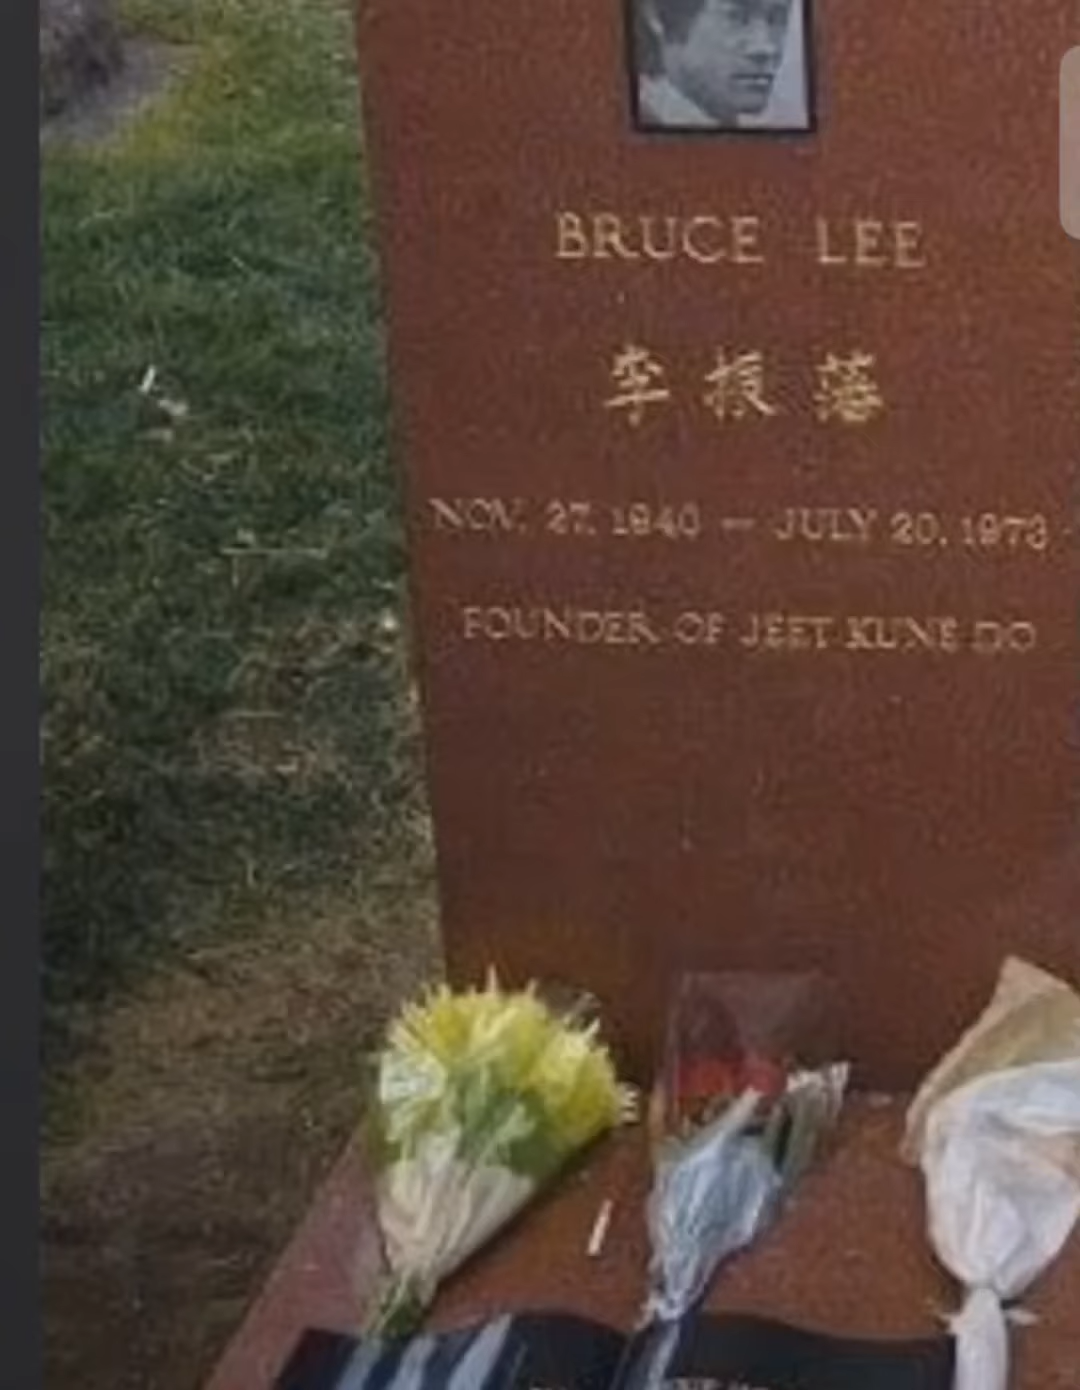 BRUCE LEE
李振藩
NOV. 27, 1940 — JULY 20, 1973
FOUNDER OF JEET KUNE DO